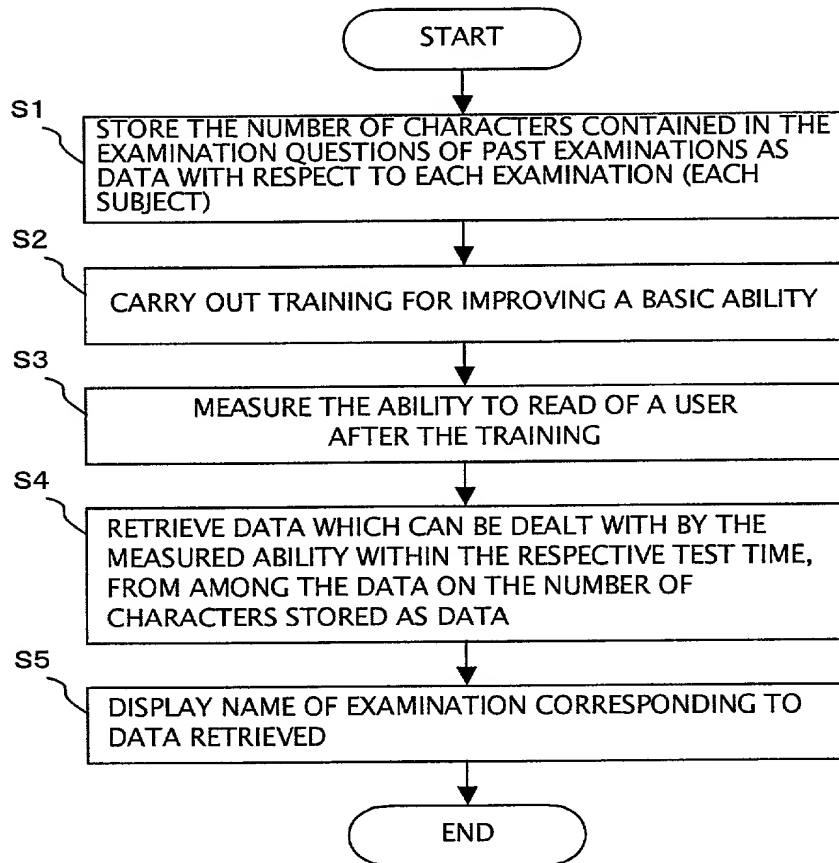 START
S1
STORE THE NUMBER OF CHARACTERS CONTAINED IN THE
EXAMINATION QUESTIONS OF PAST EXAMINATIONS AS
DATA WITH RESPECT TO EACH EXAMINATION (EACH
SUBJECT)
S2
CARRY OUT TRAINING FOR IMPROVING A BASIC ABILITY
S3
MEASURE THE ABILITY TO READ OF A USER
AFTER THE TRAINING
S4
RETRIEVE DATA WHICH CAN BE DEALT WITH BY THE
MEASURED ABILITY WITHIN THE RESPECTIVE TEST TIME,
FROM AMONG THE DATA ON THE NUMBER OF
CHARACTERS STORED AS DATA
S5
DISPLAY NAME OF EXAMINATION CORRESPONDING TO
DATA RETRIEVED
END